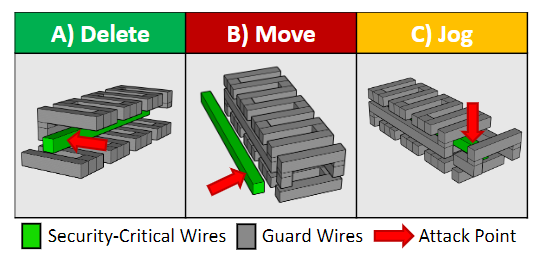 A) Delete
B) Move
C) Jog
Security-Critical Wires
Guard Wires
Attack Point